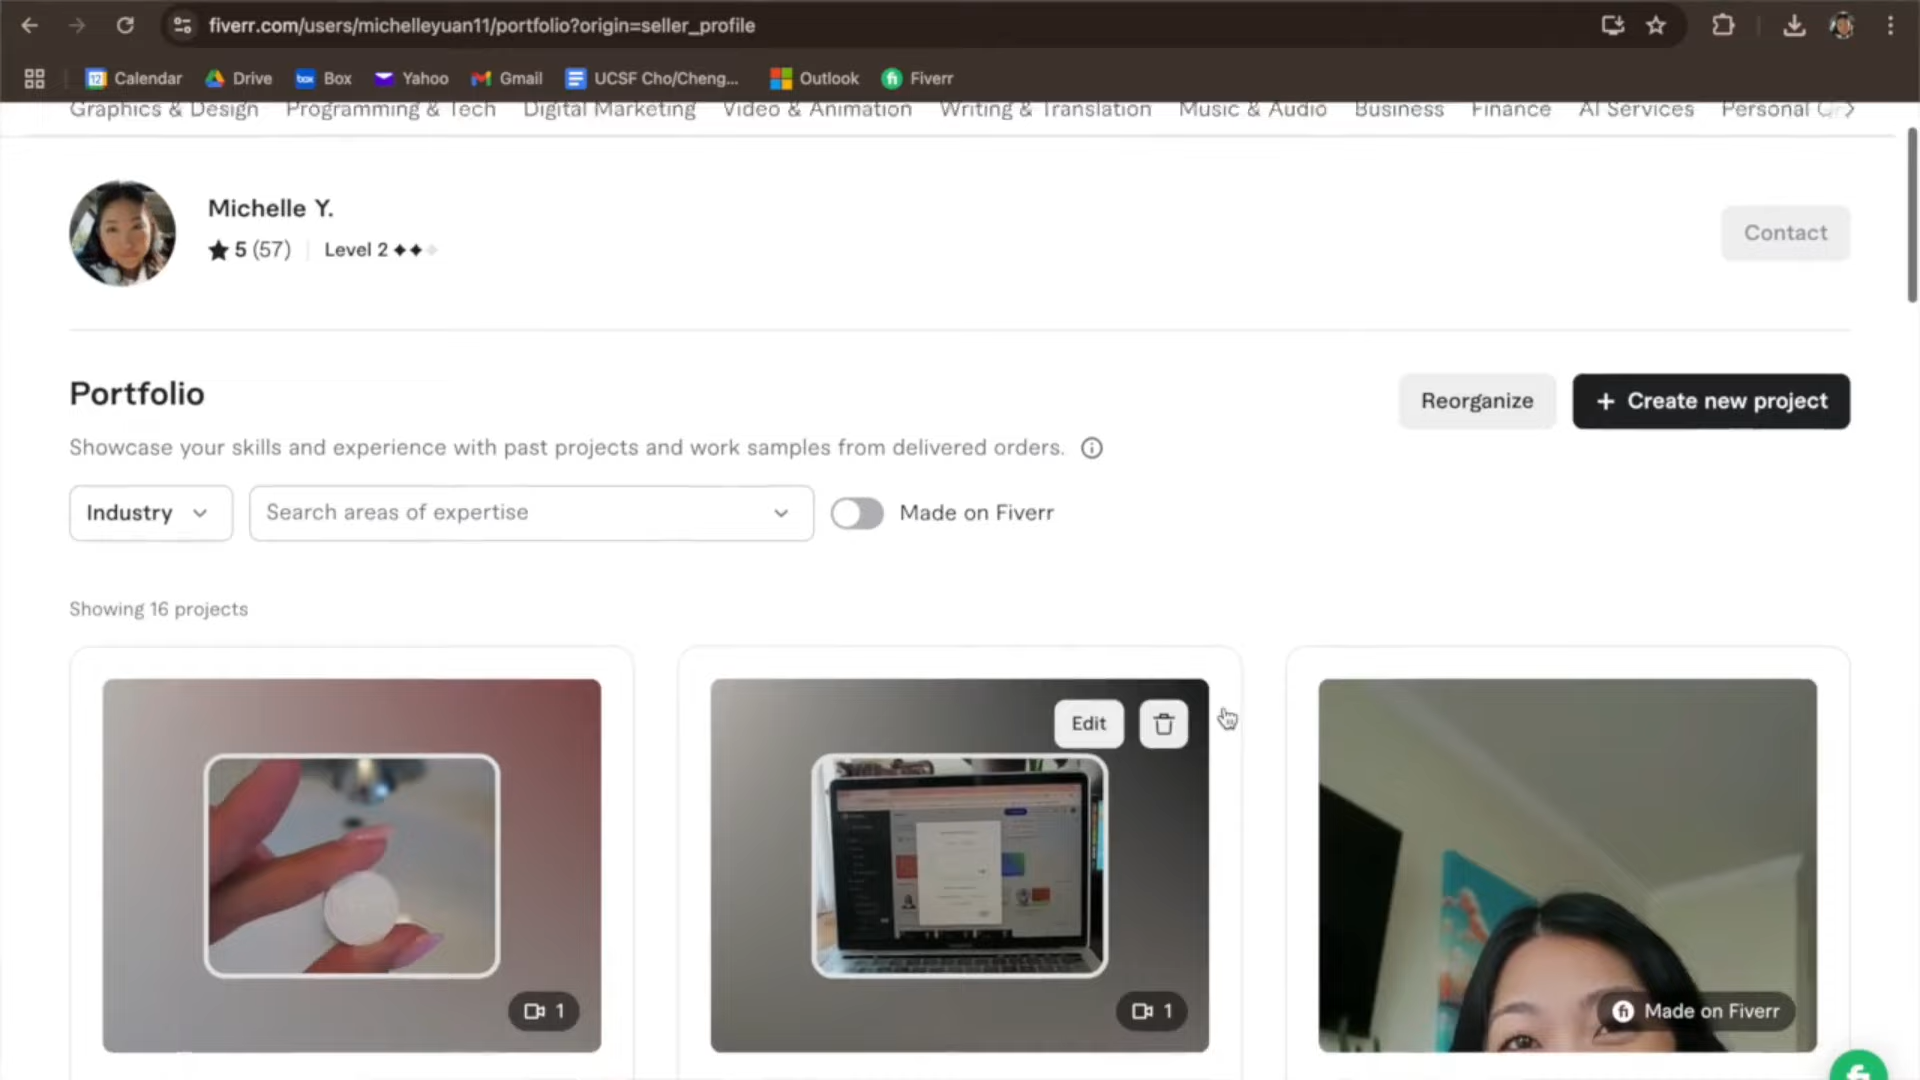 fiverr.com/users/michelleyuan11/portfolio?origin=seller_profile
Calendar Drive Box Yahoo Gmail UCSF Cho/Cheng... Outlook Fiverr
Graphics & Design Programming & Tech Digital Marketing Video & Animation Writing & Translation Music & Audio Business Finance AI Services Personal
Michelle Y.
5 (57) Level 2
Contact
Portfolio
Reorganize
+ Create new project
Showcase your skills and experience with past projects and work samples from delivered orders.
Industry
Search areas of expertise
Made on Fiverr
Showing 16 projects
Edit
1
1
Made on Fiverr